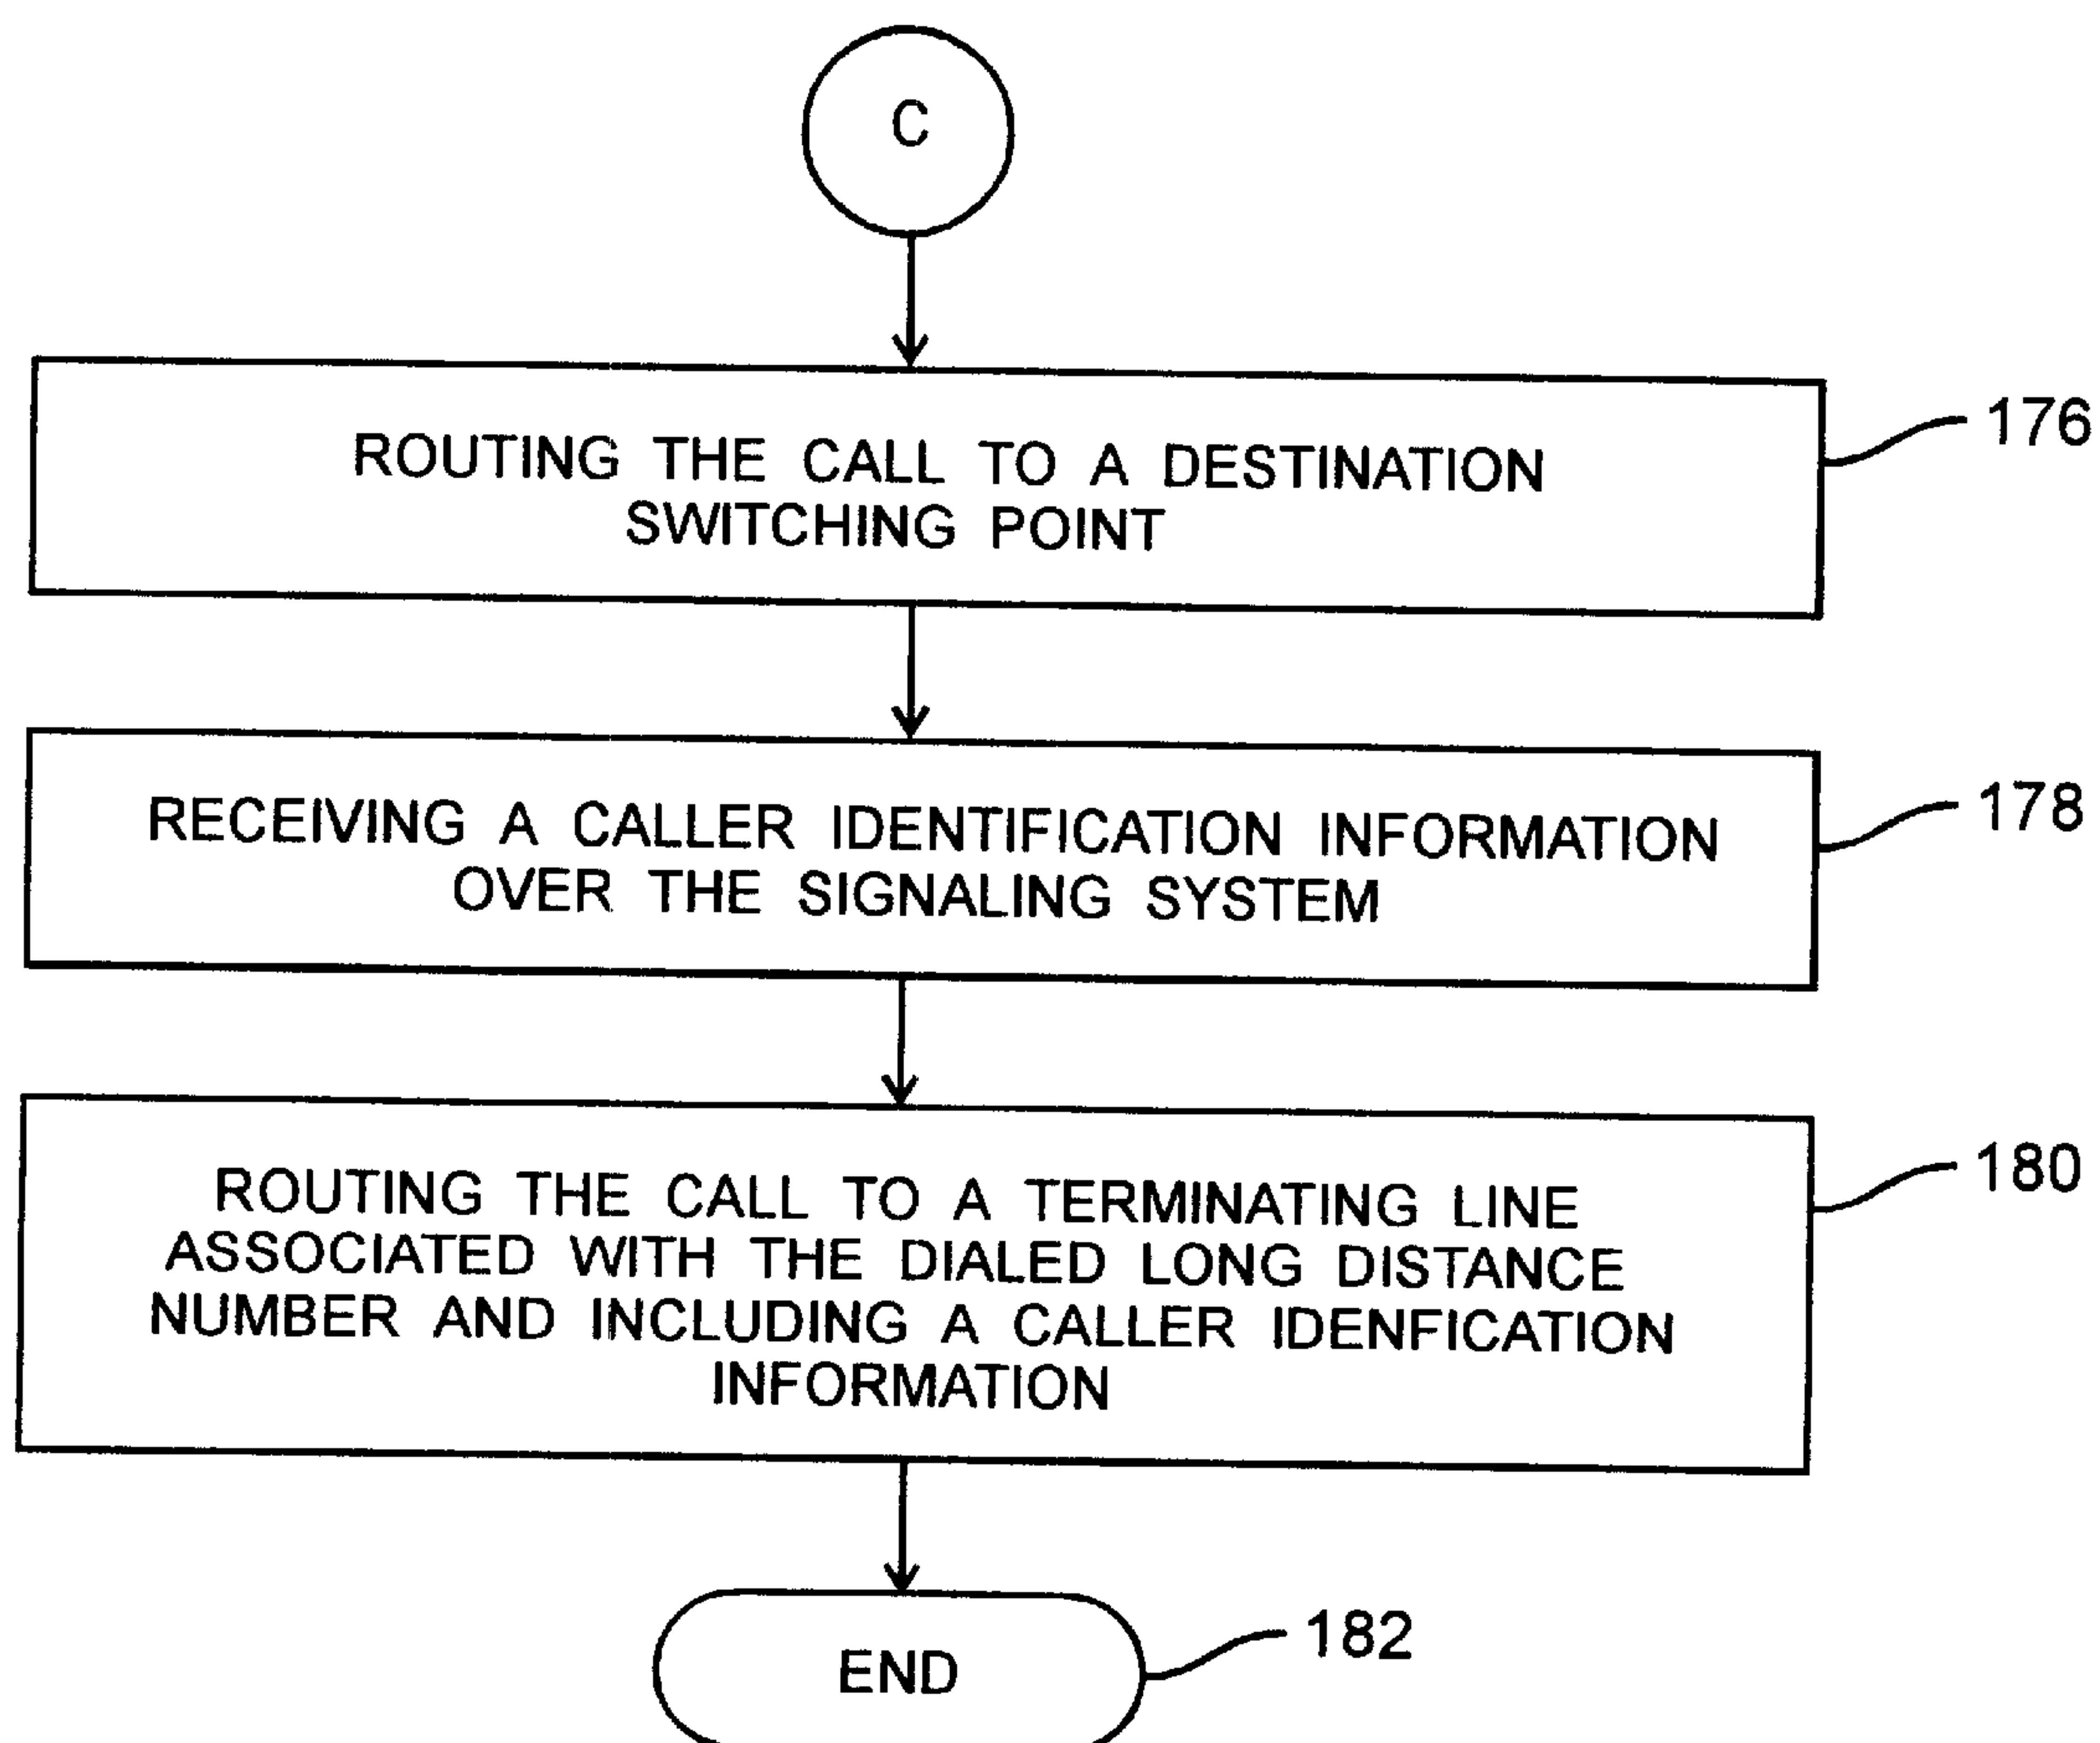 C
ROUTING THE CALL TO A DESTINATION
SWITCHING POINT
176
RECEIVING A CALLER IDENTIFICATION INFORMATION
OVER THE SIGNALING SYSTEM
178
ROUTING THE CALL TO A TERMINATING LINE
ASSOCIATED WITH THE DIALED LONG DISTANCE
NUMBER AND INCLUDING A CALLER IDENFICATION
INFORMATION
180
END
182